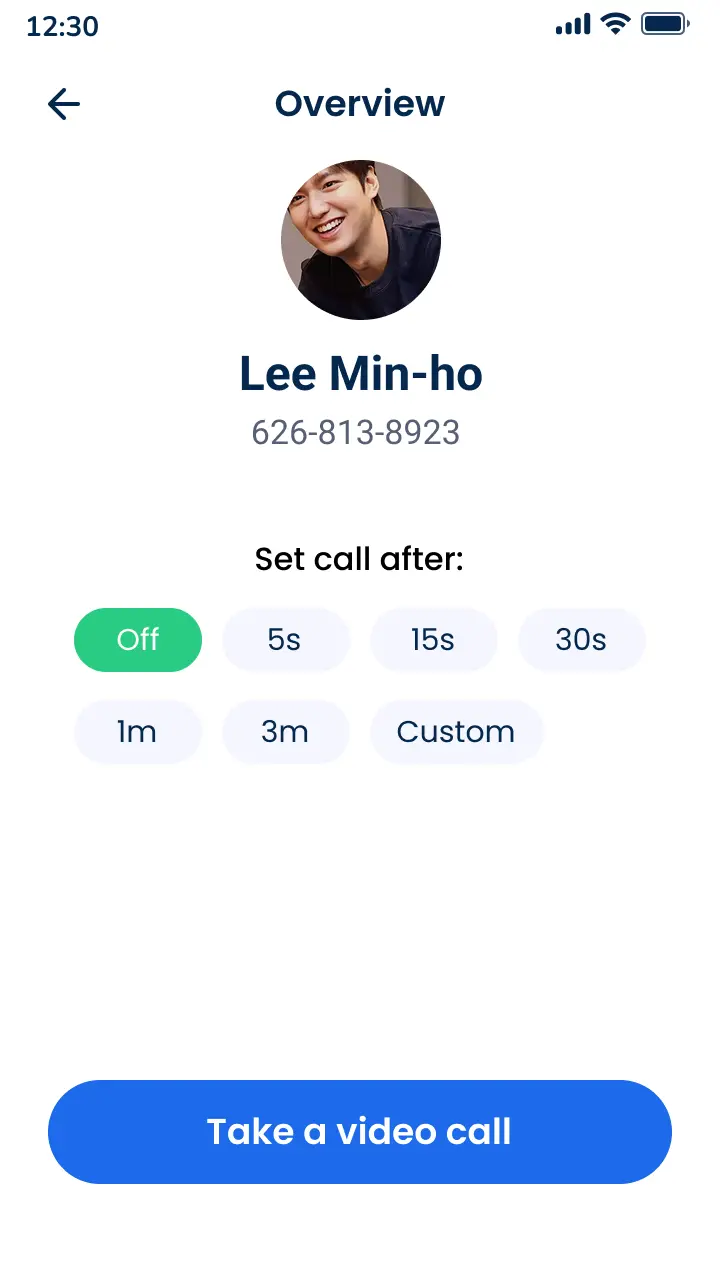 12:30
Overview
Lee Min-ho
626-813-8923
Set call after:
Off 5s 15s 30s
1m 3m Custom
Take a video call